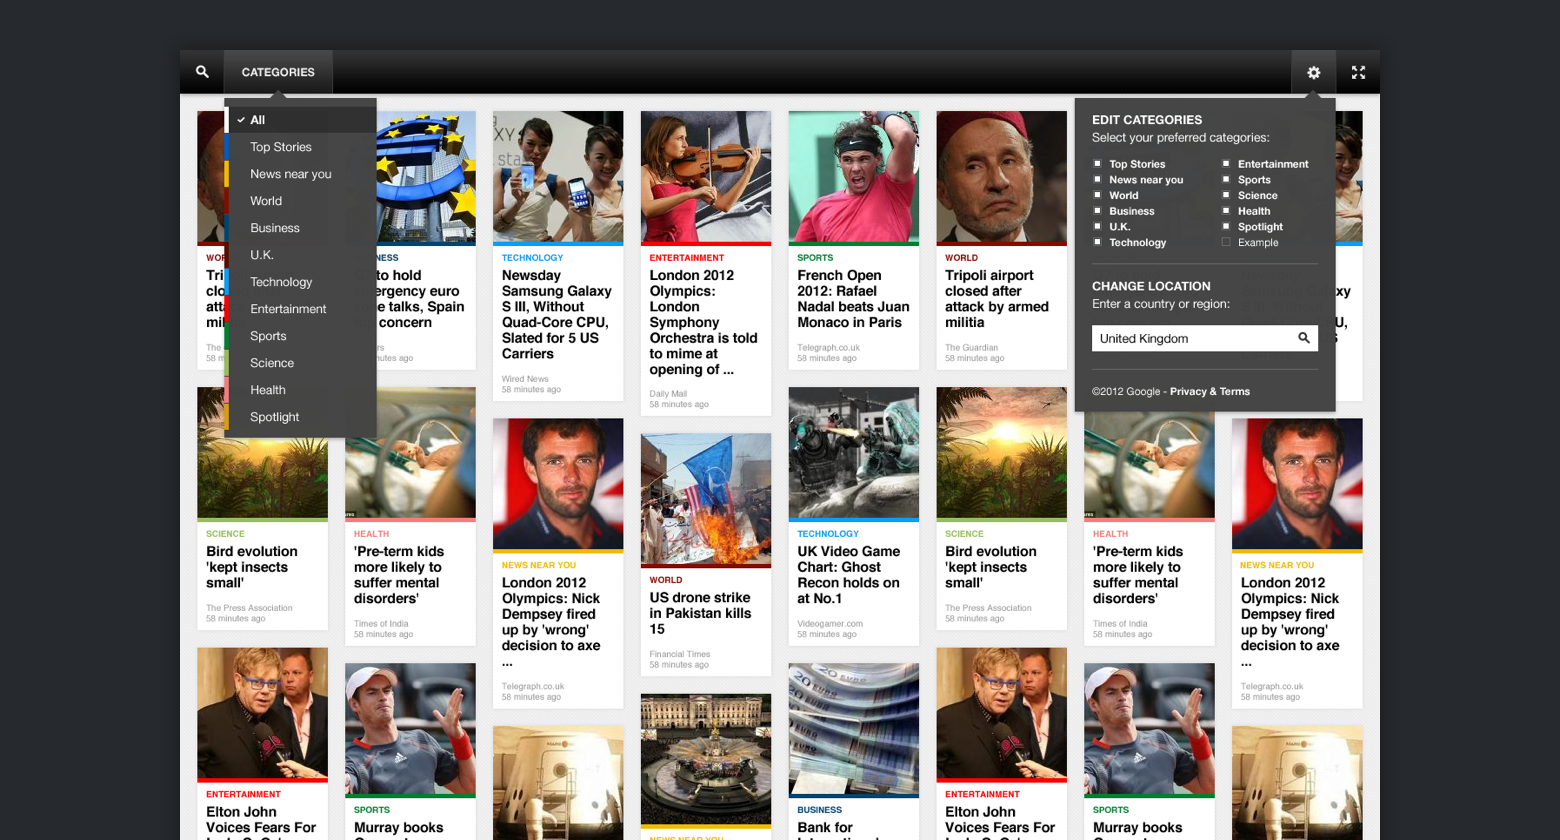 CATEGORIES
All
Top Stories
News near you
World
Business
U.K.
Technology
Entertainment
Sports
Science
Health
Spotlight
EDIT CATEGORIES
Select your preferred categories:
Top Stories
News near you
World
Business
U.K.
Technology
Entertainment
Sports
Science
Health
Spotlight
Example
CHANGE LOCATION
Enter a country or region:
United Kingdom
©2012 Google - Privacy & Terms
to hold
euro
talks, Spain
concern
58 minutes ago
TECHNOLOGY
Newsday
Samsung Galaxy
S III, Without
Quad-Core CPU,
Slated for 5 US
Carriers
Wired News
58 minutes ago
ENTERTAINMENT
London 2012
Olympics:
London
Symphony
Orchestra is told
to mime at
opening of ...
Daily Mail
58 minutes ago
SPORTS
French Open
2012: Rafael
Nadal beats Juan
Monaco in Paris
Telegraph.co.uk
58 minutes ago
WORLD
Tripoli airport
closed after
attack by armed
militia
The Guardian
58 minutes ago
SCIENCE
Bird evolution
'kept insects
small'
The Press Association
58 minutes ago
HEALTH
'Pre-term kids
more likely to
suffer mental
disorders'
Times of India
58 minutes ago
NEWS NEAR YOU
London 2012
Olympics: Nick
Dempsey fired
up by 'wrong'
decision to axe
...
Telegraph.co.uk
58 minutes ago
WORLD
US drone strike
in Pakistan kills
15
Financial Times
58 minutes ago
TECHNOLOGY
UK Video Game
Chart: Ghost
Recon holds on
at No.1
Videogamer.com
58 minutes ago
SCIENCE
Bird evolution
'kept insects
small'
The Press Association
58 minutes ago
HEALTH
'Pre-term kids
more likely to
suffer mental
disorders'
Times of India
58 minutes ago
NEWS NEAR YOU
London 2012
Olympics: Nick
Dempsey fired
up by 'wrong'
decision to axe
...
Telegraph.co.uk
58 minutes ago
ENTERTAINMENT
Elton John
Voices Fears For
SPORTS
Murray books
NEWS NEAR YOU
BUSINESS
Bank for
ENTERTAINMENT
Elton John
Voices Fears For
SPORTS
Murray books